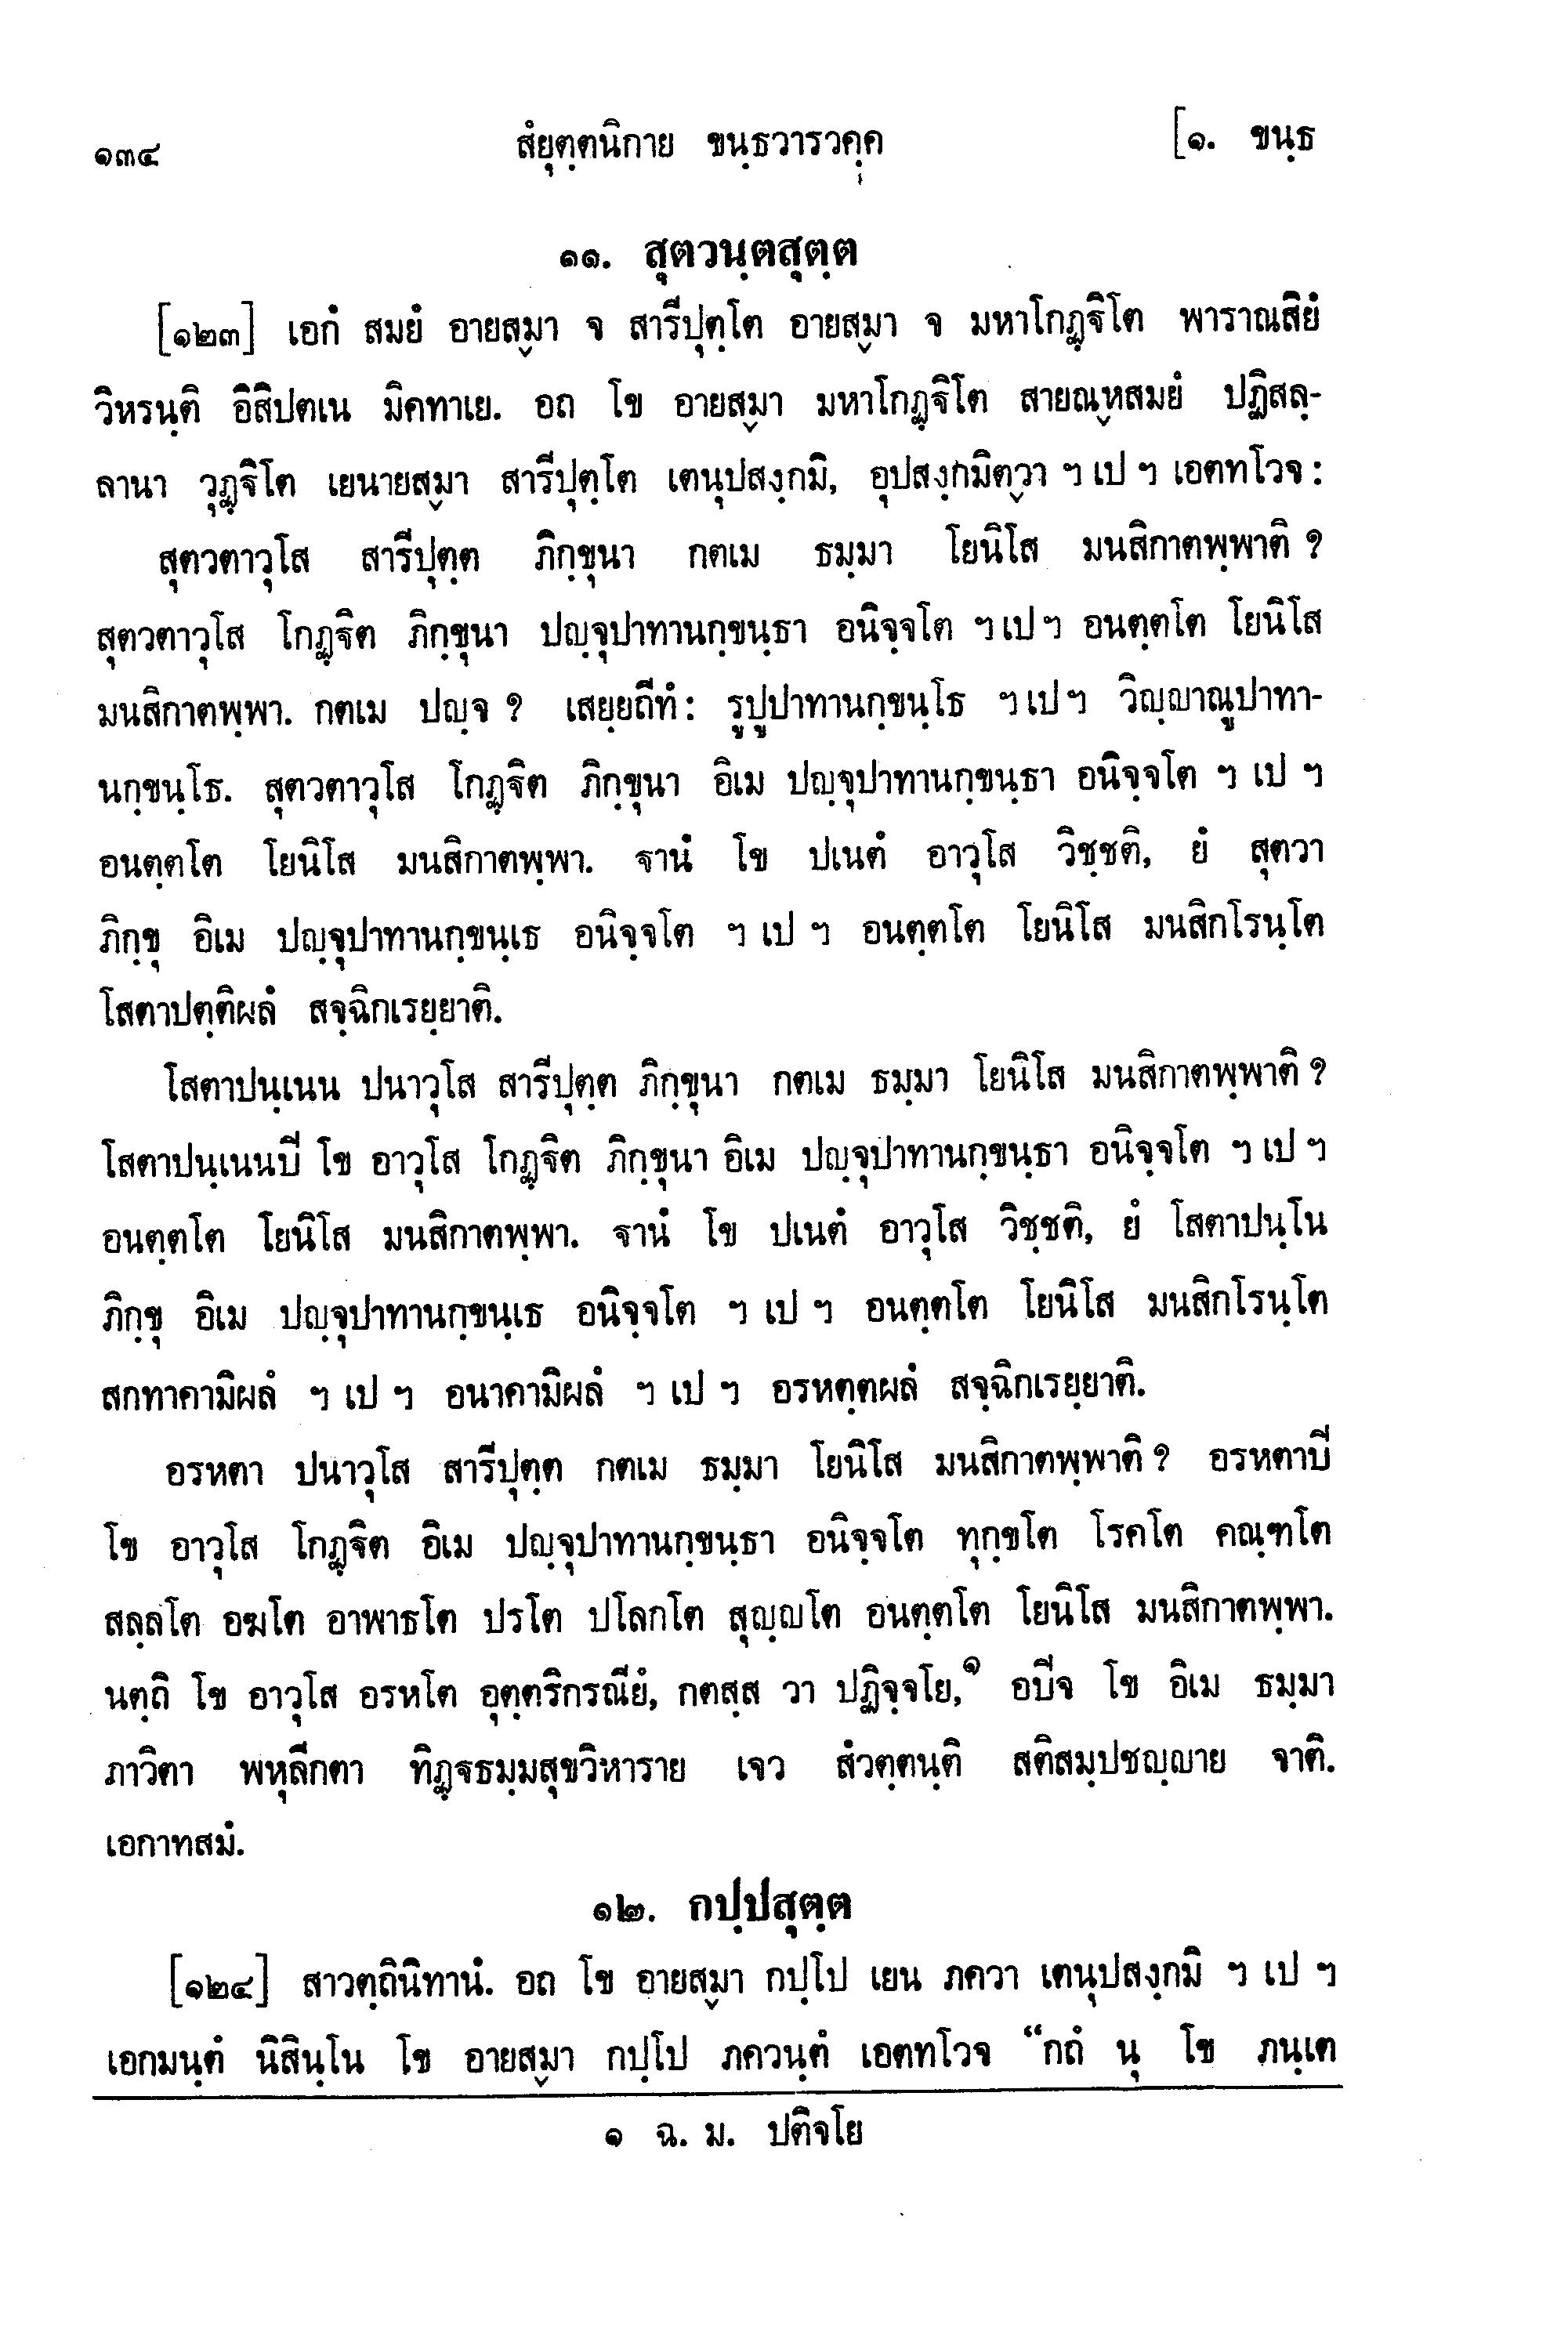 ๑๓๔ สํยุตฺตนิกาย ขนฺธวารวคฺค [๑. ขนฺธ
๑๑. สุตวนฺตสุตฺต
[๑๒๓] เอกํ สมยํ อายสฺมา จ สารีปุตฺโต อายสฺมา จ มหาโกฏฺฐิโต พาราณสิยํ
วิหรนฺติ อิสิปตเน มิคทาเย. อถ โข อายสฺมา มหาโกฏฺฐิโต สายณฺหสมยํ ปฏิสลฺ-
ลานา วุฏฺฐิโต เยนายสฺมา สารีปุตฺโต เตนุปสงฺกมิ, อุปสงฺกมิตฺวา ฯ เป ฯ เอตทโวจ :
สุตวตาวุโส สารีปุตฺต ภิกฺขุนา กตเม ธมฺมา โยนิโส มนสิกาตพฺพาติ ?
สุตวตาวุโส โกฏฺฐิต ภิกฺขุนา ปญฺจุปาทานกฺขนฺธา อนิจฺจโต ฯ เป ฯ อนตฺตโต โยนิโส
มนสิกาตพฺพา. กตเม ปญฺจ ? เสยฺยถีทํ : รูปูปาทานกฺขนฺโธ ฯ เป ฯ วิญฺญาณูปาทา-
นกฺขนฺโธ. สุตวตาวุโส โกฏฺฐิต ภิกฺขุนา อิเม ปญฺจุปาทานกฺขนฺธา อนิจฺจโต ฯ เป ฯ
อนตฺตโต โยนิโส มนสิกาตพฺพา. ฐานํ โข ปเนตํ อาวุโส วิชฺชติ, ยํ สุตวา
ภิกฺขุ อิเม ปญฺจุปาทานกฺขนฺเธ อนิจฺจโต ฯ เป ฯ อนตฺตโต โยนิโส มนสิกโรนฺโต
โสตาปตฺติผลํ สจฺฉิกเรยฺยาติ.
โสตาปนฺเนน ปนาวุโส สารีปุตฺต ภิกฺขุนา กตเม ธมฺมา โยนิโส มนสิกาตพฺพาติ ?
โสตาปนฺเนนปิ โข อาวุโส โกฏฺฐิต ภิกฺขุนา อิเม ปญฺจุปาทานกฺขนฺธา อนิจฺจโต ฯ เป ฯ
อนตฺตโต โยนิโส มนสิกาตพฺพา. ฐานํ โข ปเนตํ อาวุโส วิชฺชติ, ยํ โสตาปนฺโน
ภิกฺขุ อิเม ปญฺจุปาทานกฺขนฺเธ อนิจฺจโต ฯ เป ฯ อนตฺตโต โยนิโส มนสิกโรนฺโต
สกทาคามิผลํ ฯ เป ฯ อนาคามิผลํ ฯ เป ฯ อรหตฺตผลํ สจฺฉิกเรยฺยาติ.
อรหตา ปนาวุโส สารีปุตฺต กตเม ธมฺมา โยนิโส มนสิกาตพฺพาติ ? อรหตาปิ
โข อาวุโส โกฏฺฐิต อิเม ปญฺจุปาทานกฺขนฺธา อนิจฺจโต ทุกฺขโต โรคโต คณฺฑโต
สลฺลโต อฆโต อาพาธโต ปรโต ปโลกโต สุญฺญโต อนตฺตโต โยนิโส มนสิกาตพฺพา.
นตฺถิ โข อาวุโส อรหโต อุตฺตริกรณียํ, กตสฺส วา ปฏิจฺจโย,๑ อปิจ โข อิเม ธมฺมา
ภาวิตา พหุลีกตา ทิฏฺฐธมฺมสุขวิหาราย เจว สํวตฺตนฺติ สติสมฺปชญฺญาย จาติ.
เอกาทสมํ.
๑๒. กปฺปสุตฺต
[๑๒๔] สาวตฺถินิทานํ. อถ โข อายสฺมา กปฺโป เยน ภควา เตนุปสงฺกมิ ฯ เป ฯ
เอกมนฺตํ นิสินฺโน โข อายสฺมา กปฺโป ภควนฺตํ เอตทโวจ “กถํ นุ โข ภนฺเต
๑ ฉ. ม. ปติจโย